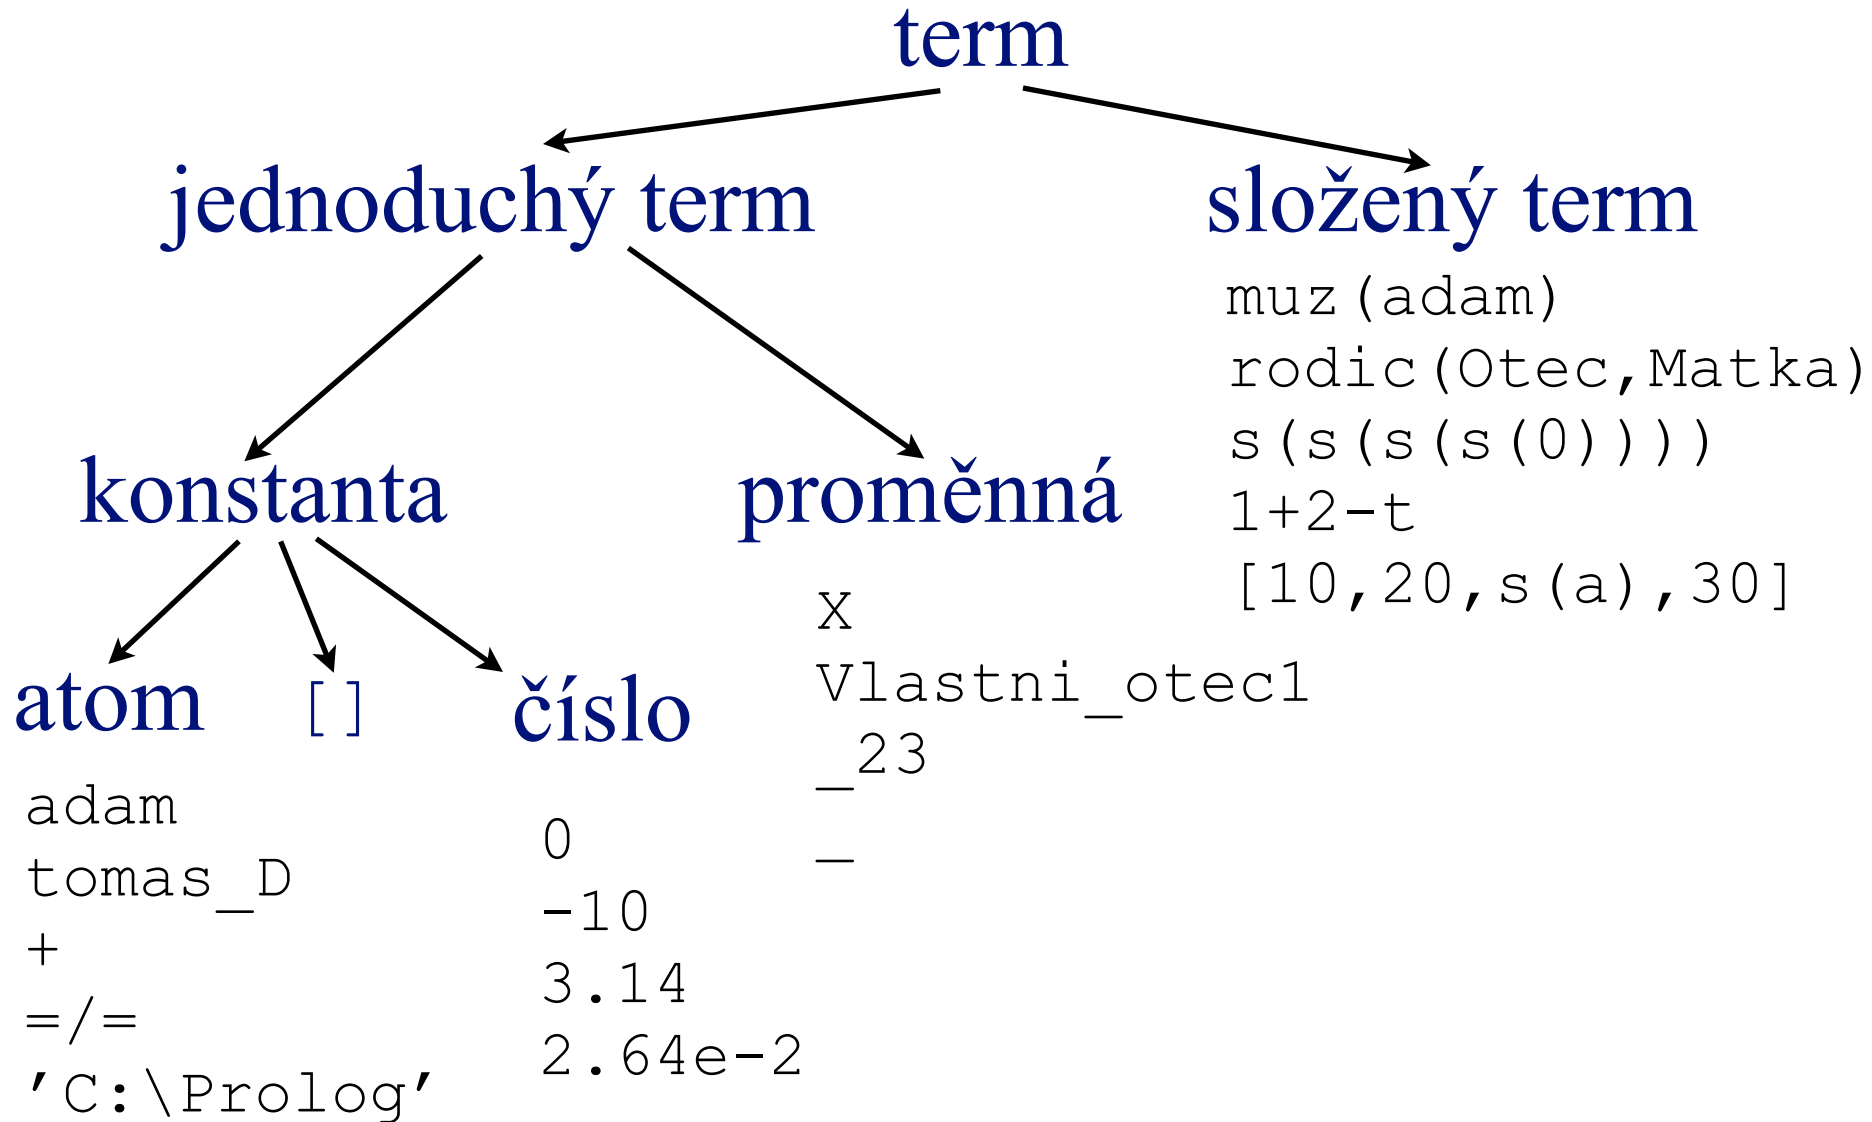 term
jednoduchý term
složený term
muz(adam)
rodic(Otec,Matka)
s(s(s(s(0))))
1+2-t
[10,20,s(a),30]
konstanta
proměnná
X
Vlastni_otec1
_23
_
atom
[]
číslo
adam
tomas_D
+
=/=
'C:\Prolog'
0
-10
3.14
2.64e-2